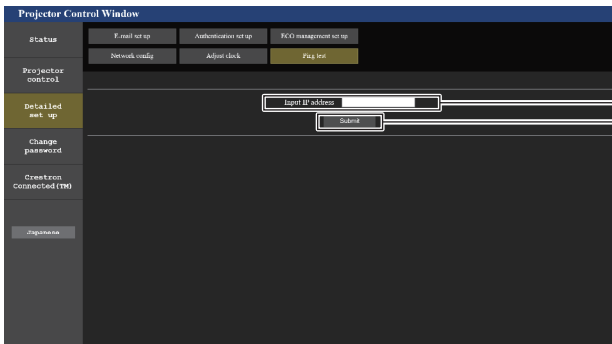 Projector Control Window
Status
E-mail set up
Authentication set up
ECO management set up
Network config
Adjust clock
Ping test
Projector
control
Input IP address
Detailed
set up
Submit
Change
password
Crestron
Connected(TM)
Japanese